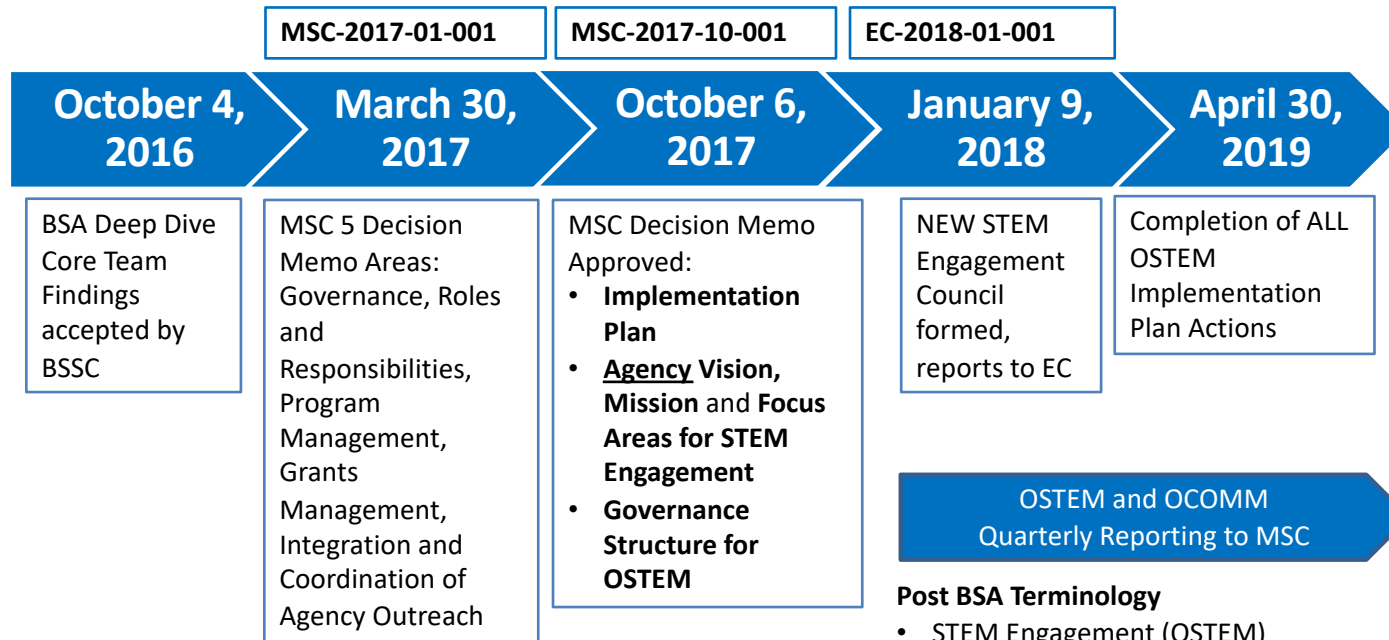 MSC-2017-01-001
MSC-2017-10-001
EC-2018-01-001
October 4,
2016
March 30,
2017
October 6,
2017
January 9,
2018
April 30,
2019
BSA Deep Dive
Core Team
Findings
accepted by
BSSC
MSC 5 Decision
Memo Areas:
Governance, Roles
and
Responsibilities,
Program
Management,
Grants
Management,
Integration and
Coordination of
Agency Outreach
MSC Decision Memo
Approved:
• Implementation
Plan
• Agency Vision,
Mission and Focus
Areas for STEM
Engagement
• Governance
Structure for
OSTEM
NEW STEM
Engagement
Council
formed,
reports to EC
Completion of ALL
OSTEM
Implementation
Plan Actions
OSTEM and OCOMM
Quarterly Reporting to MSC
Post BSA Terminology
• STEM Engagement (OSTEM)